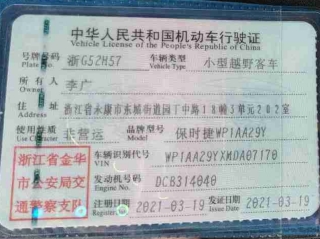 中华人民共和国机动车行驶证
Vehicle License of the People's Republic of China
号牌号码 浙G52H57 车辆类型 小型越野客车
Plate No. Vehicle Type
所有人 李广
Owner
住址 浙江省永康市东城街道园丁中路18幢3单元202室
Address
使用性质 非营运 品牌型号 保时捷WP1AA29Y
Use Character Model
浙江省金华
市公安局交
通警察支队
车辆识别代号 WP1AA29YXMDA07170
VIN
发动机号码 DCB314040
Engine No.
注册日期 2021-03-19 发证日期 2021-03-19
Register Date Issue Date